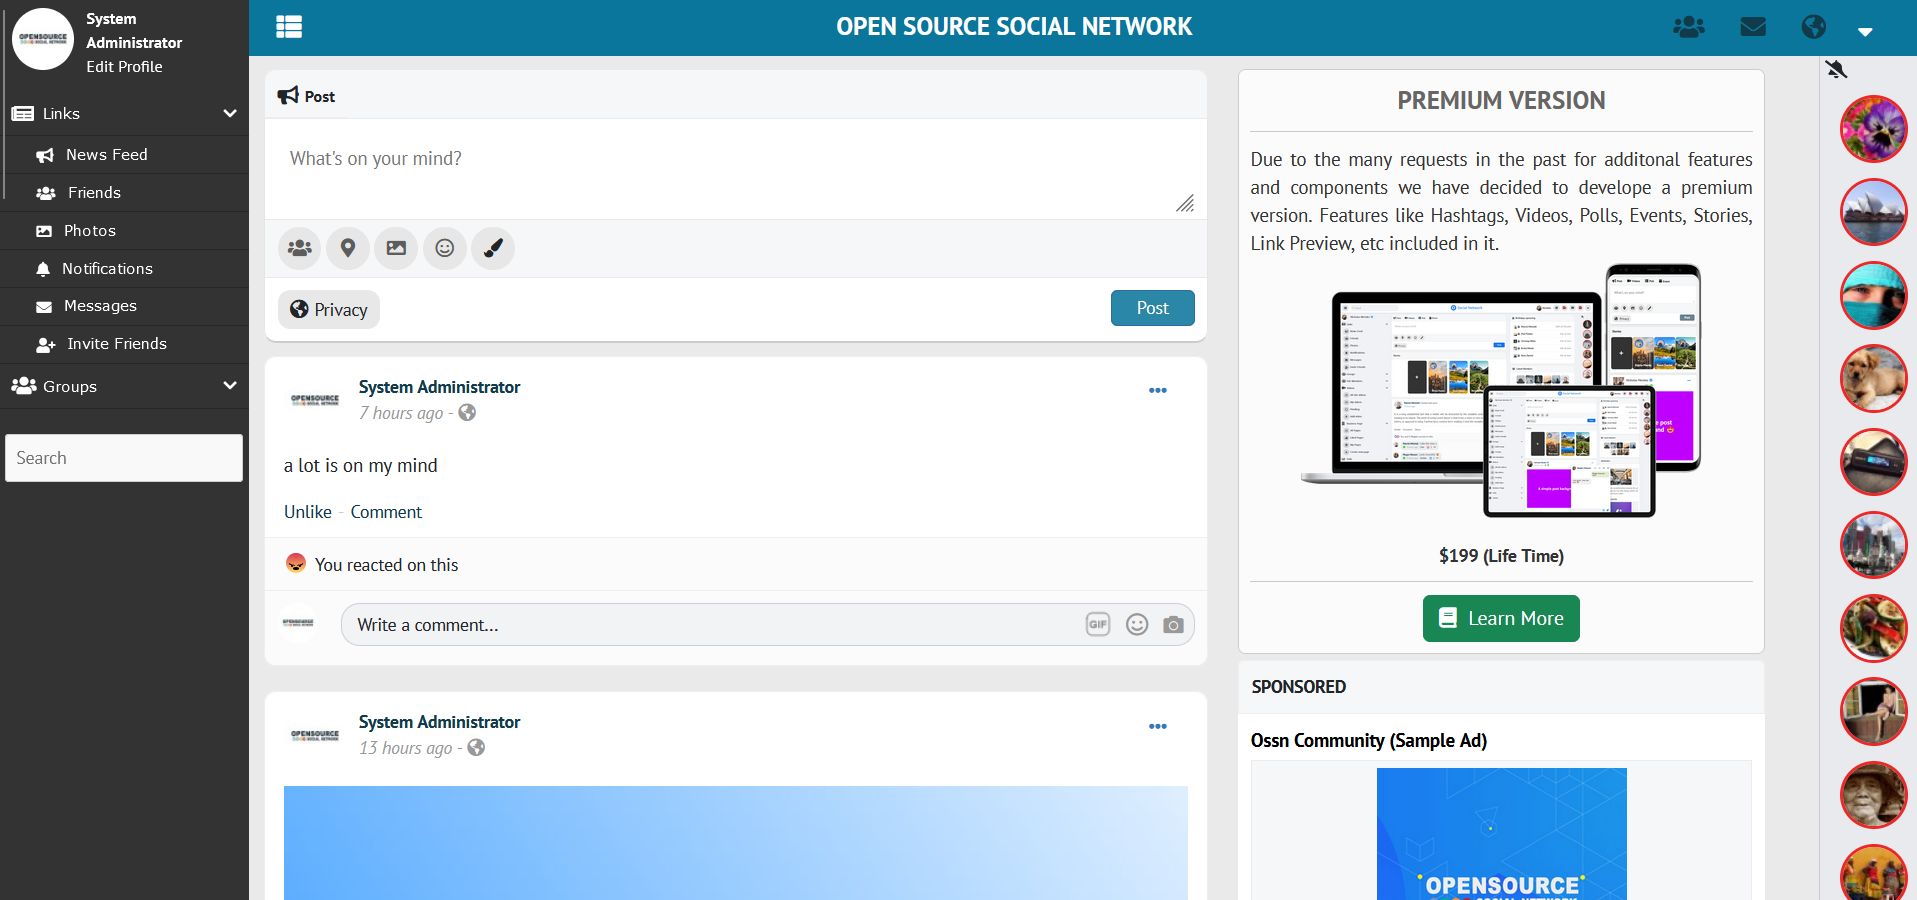 System
Administrator
Edit Profile
Links
News Feed
Friends
Photos
Notifications
Messages
Invite Friends
Groups
Search
OPEN SOURCE SOCIAL NETWORK
Post
What's on your mind?
Privacy
Post
OPENSOURCE
System Administrator
7 hours ago -
a lot is on my mind
Unlike - Comment
You reacted on this
Write a comment...
GIF
OPENSOURCE
System Administrator
13 hours ago -
PREMIUM VERSION
Due to the many requests in the past for additonal features
and components we have decided to develope a premium
version. Features like Hashtags, Videos, Polls, Events, Stories,
Link Preview, etc included in it.
$199 (Life Time)
Learn More
SPONSORED
Ossn Community (Sample Ad)
OPENSOURCE